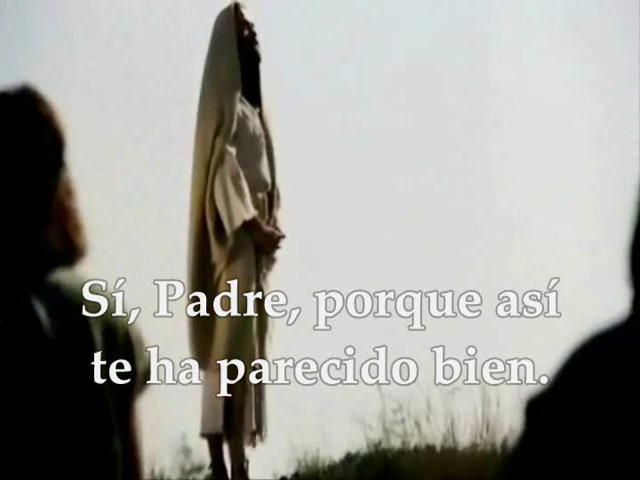 Sí, Padre, porque así
te ha parecido bien.